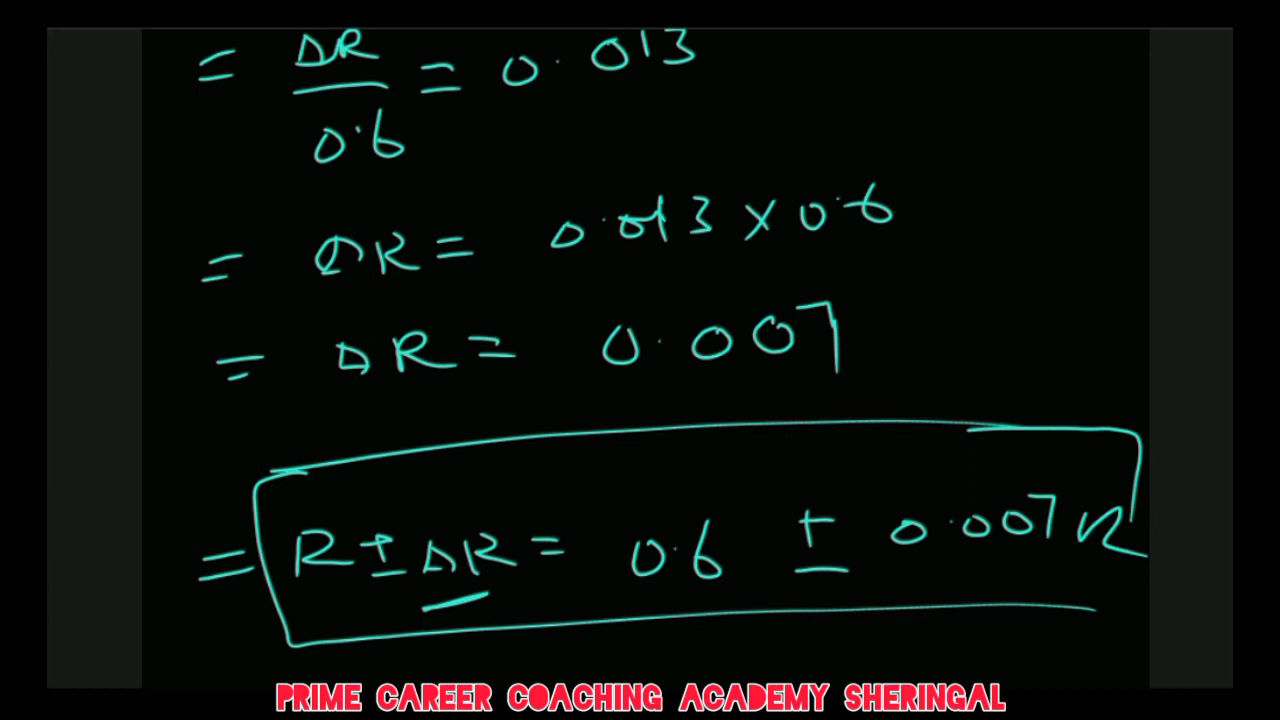 = ΔR / 0.6 = 0.013
= ΔR = 0.013 × 0.6
= ΔR = 0.007
= R ± ΔR = 0.6 ± 0.007 R
PRIME CAREER COACHING ACADEMY SHERINGAL